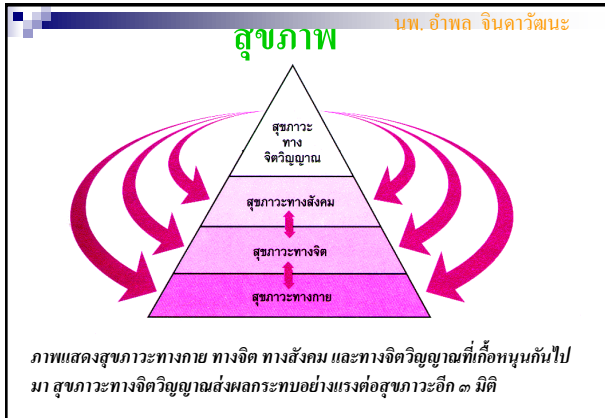 นพ. อำพล จินดาวัฒนะ
สุขภาพ
สุขภาวะ
ทาง
จิตวิญญาณ
สุขภาวะทางสังคม
สุขภาวะทางจิต
สุขภาวะทางกาย
ภาพแสดงสุขภาวะทางกาย ทางจิต ทางสังคม และทางจิตวิญญาณที่เกื้อหนุนกันไป
มา สุขภาวะทางจิตวิญญาณส่งผลกระทบอย่างแรงต่อสุขภาวะอีก ๓ มิติ